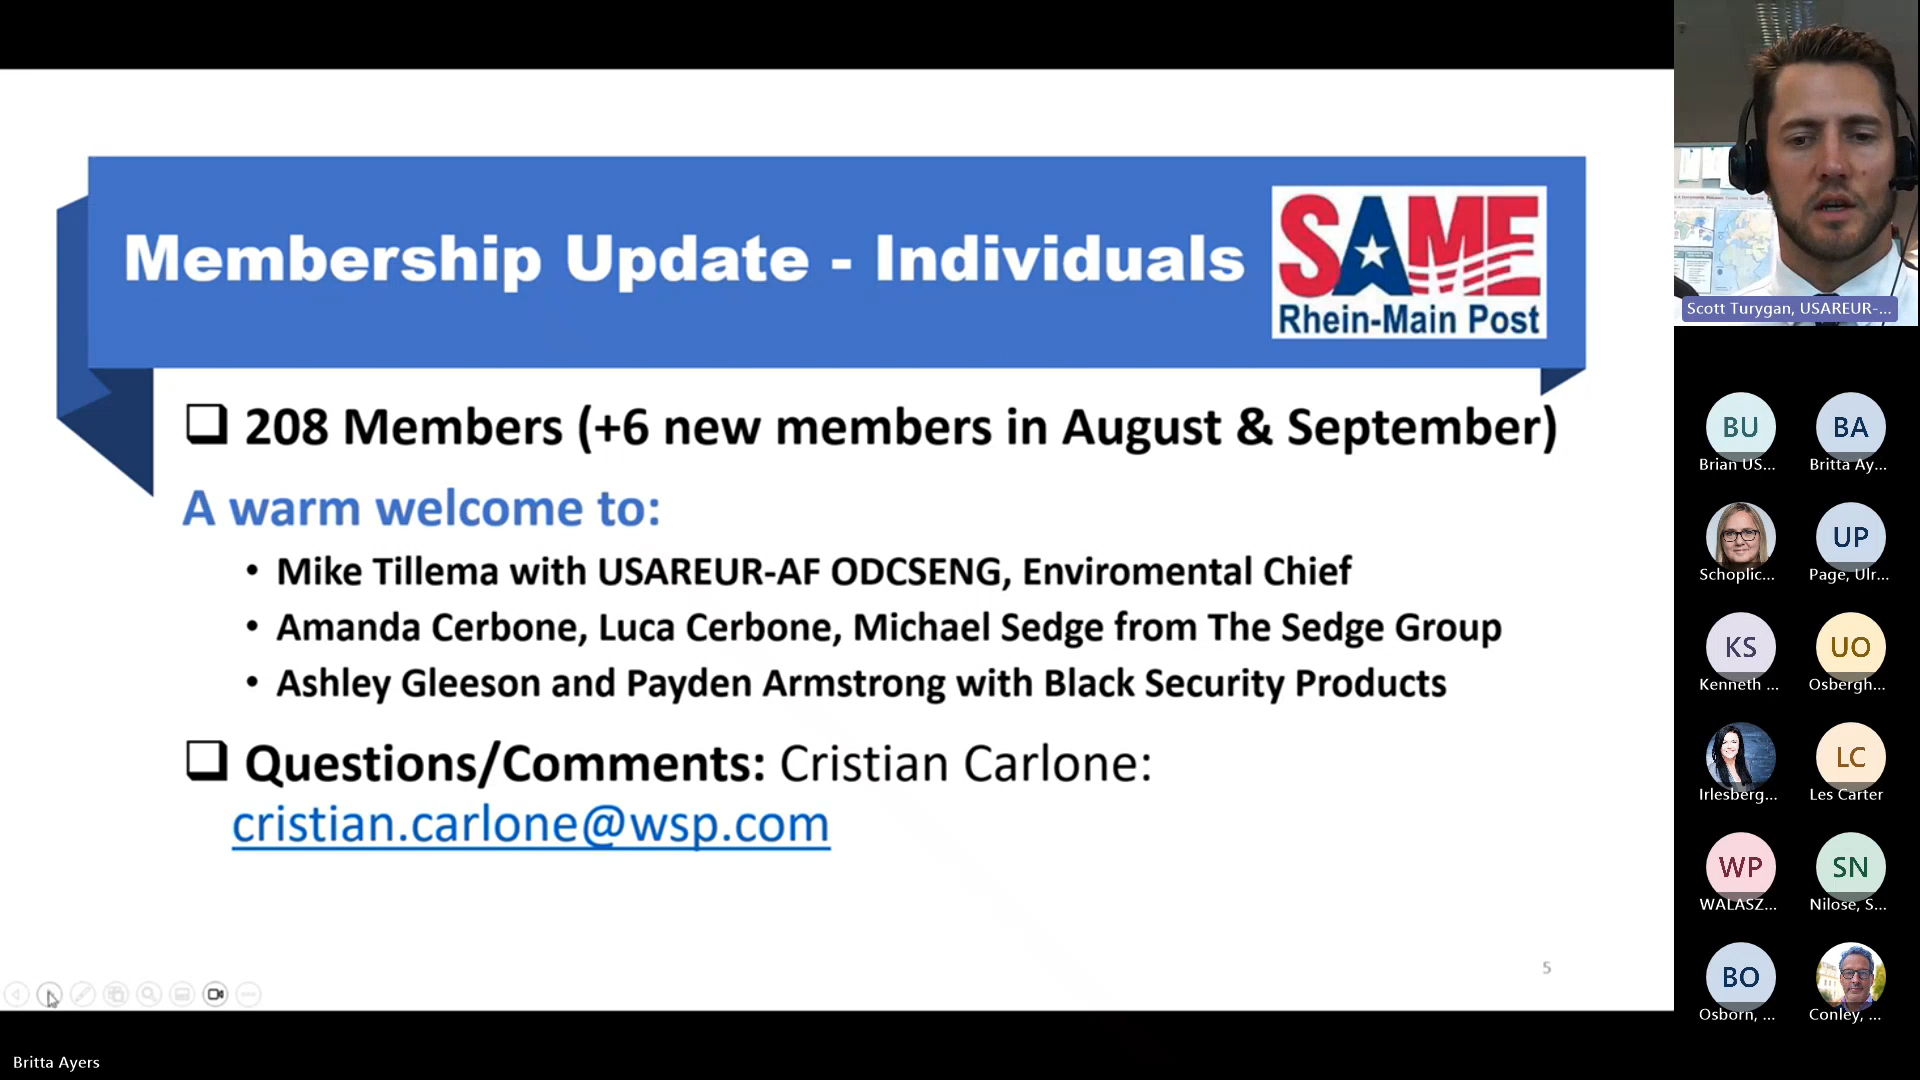 Membership Update - Individuals
SAME
Rhein-Main Post
208 Members (+6 new members in August & September)
A warm welcome to:
• Mike Tillema with USAREUR-AF ODCSENG, Enviromental Chief
• Amanda Cerbone, Luca Cerbone, Michael Sedge from The Sedge Group
• Ashley Gleeson and Payden Armstrong with Black Security Products
Questions/Comments: Cristian Carlone:
cristian.carlone@wsp.com
5
Britta Ayers
Scott Turygan, USAREUR-...
BU
BA
Brian US...
Britta Ay...
UP
Schoplic...
Page, Ulr...
KS
UO
Kenneth ...
Osbergh...
LC
Irlesberg...
Les Carter
WP
SN
WALASZ...
Nilose, S...
BO
Osborn, ...
Conley, ...